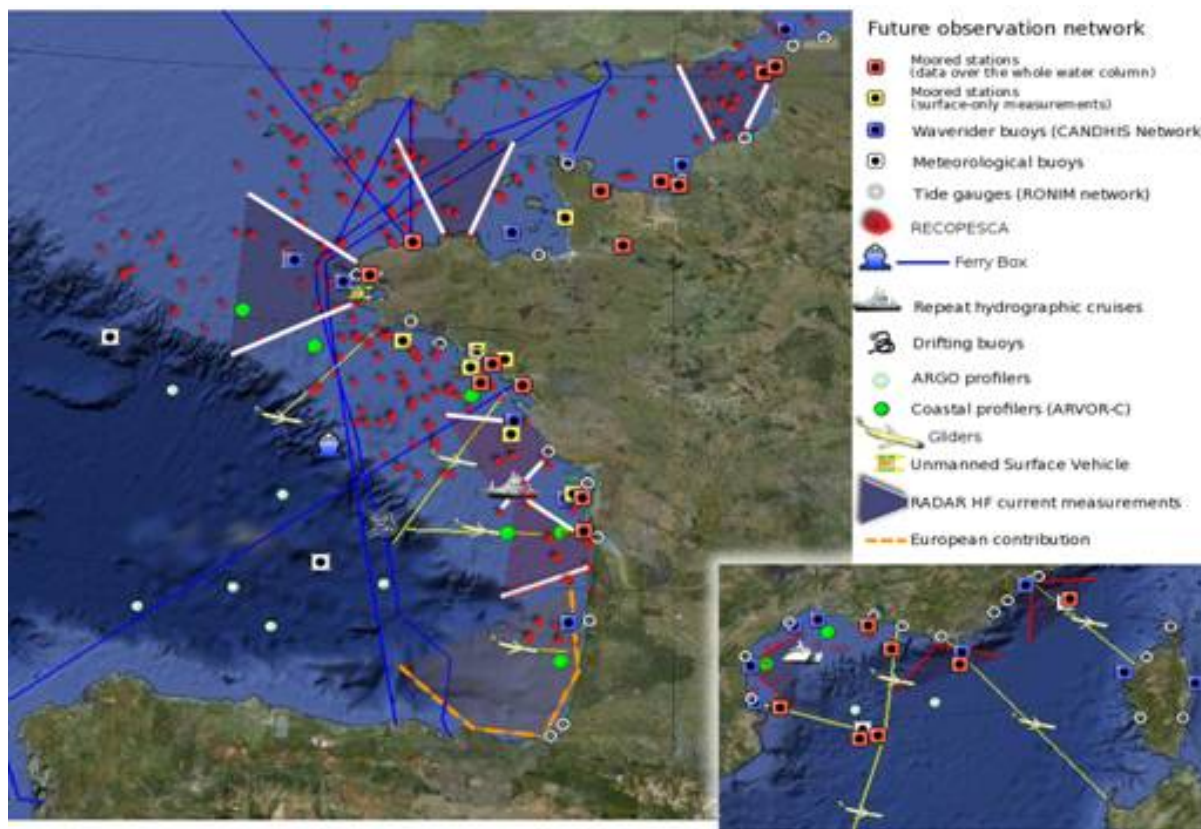 Future observation network
Moored stations
(data over the whole water column)
Moored stations
(surface-only measurements)
Waverider buoys (CANDHIS Network
Meteorological buoys
Tide gauges (RONIM network)
RECOPESCA
Ferry Box
Repeat hydrographic cruises
Drifting buoys
ARGO profilers
Coastal profilers (ARVOR-C)
Gliders
Unmanned Surface Vehicle
RADAR HF current measurements
European contribution